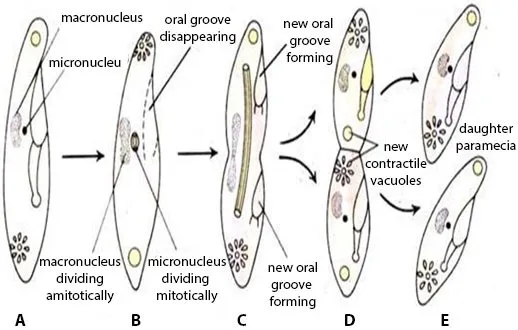 macronucleus
micronucleu
oral groove
disappearing
new oral
groove
forming
new
contractile
vacuoles
daughter
paramecia
macronucleus
dividing
amitotically
micronucleus
dividing
mitotically
new oral
groove
forming
A
B
C
D
E